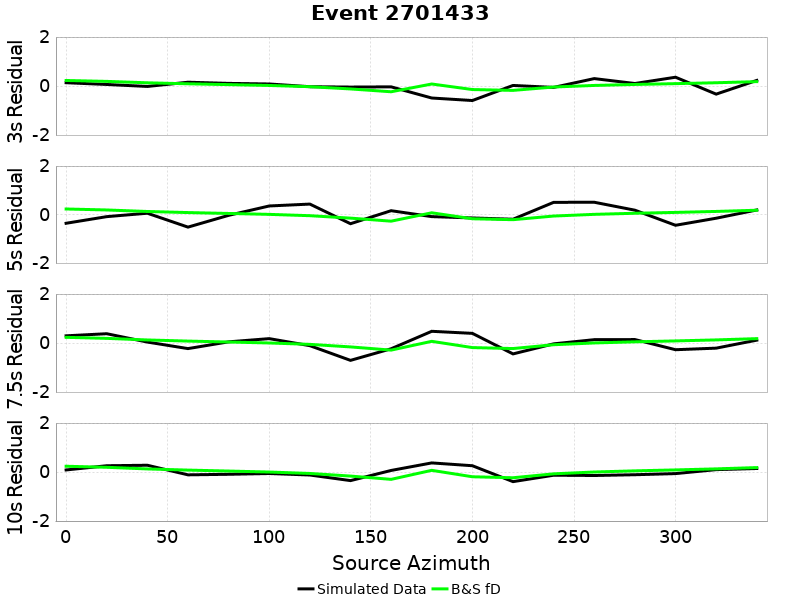 Event 2701433
3s Residual
2
0
-2
5s Residual
2
0
-2
7.5s Residual
2
0
-2
10s Residual
2
0
-2
0 50 100 150 200 250 300
Source Azimuth
Simulated Data B&S fD